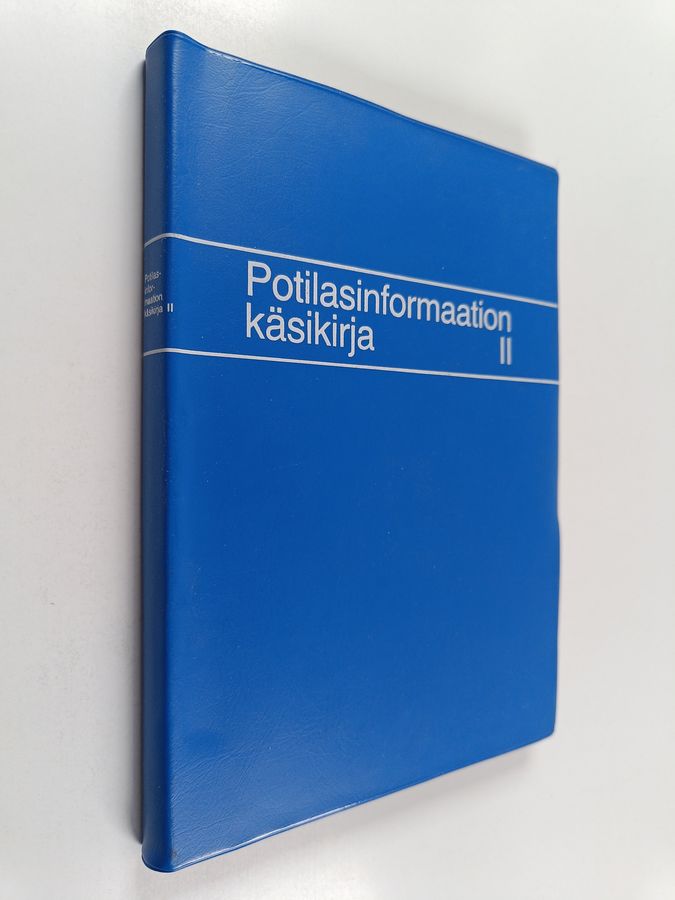 Potilasinformaation
käsikirja
II
Potilas-
infor-
maation
käsikirja II